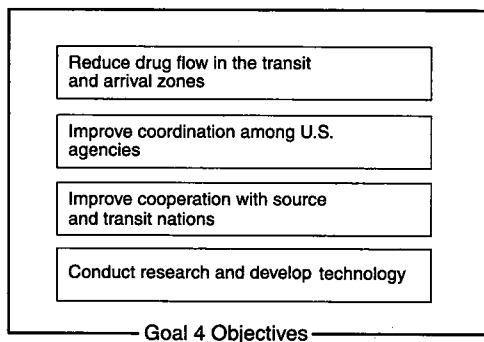 Reduce drug flow in the transit
and arrival zones
Improve coordination among U.S.
agencies
Improve cooperation with source
and transit nations
Conduct research and develop technology
Goal 4 Objectives